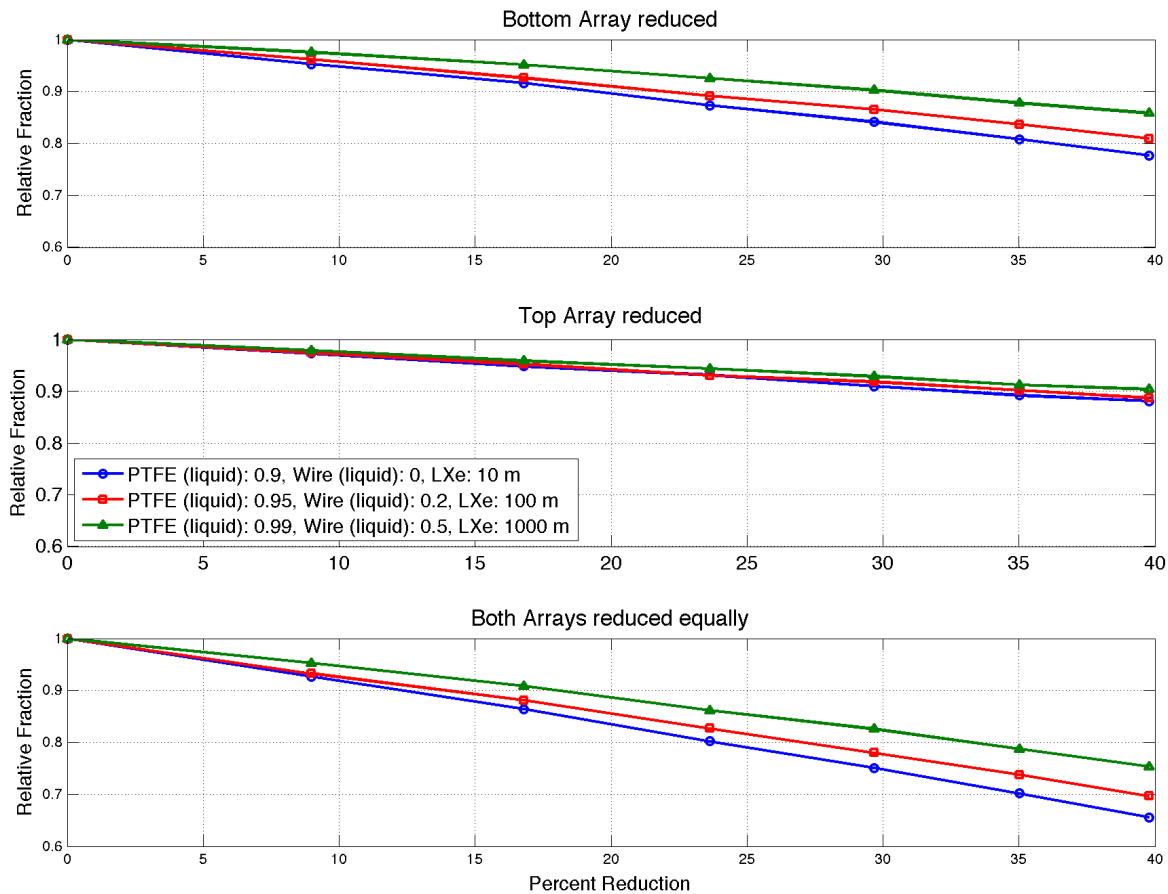 Bottom Array reduced
1
0.9
0.8
0.7
0.6
Relative Fraction
0 5 10 15 20 25 30 35 40
Top Array reduced
1
0.9
0.8
0.7
0.6
Relative Fraction
PTFE (liquid): 0.9, Wire (liquid): 0, LXe: 10 m
PTFE (liquid): 0.95, Wire (liquid): 0.2, LXe: 100 m
PTFE (liquid): 0.99, Wire (liquid): 0.5, LXe: 1000 m
0 5 10 15 20 25 30 35 40
Both Arrays reduced equally
1
0.9
0.8
0.7
0.6
Relative Fraction
0 5 10 15 20 25 30 35 40
Percent Reduction